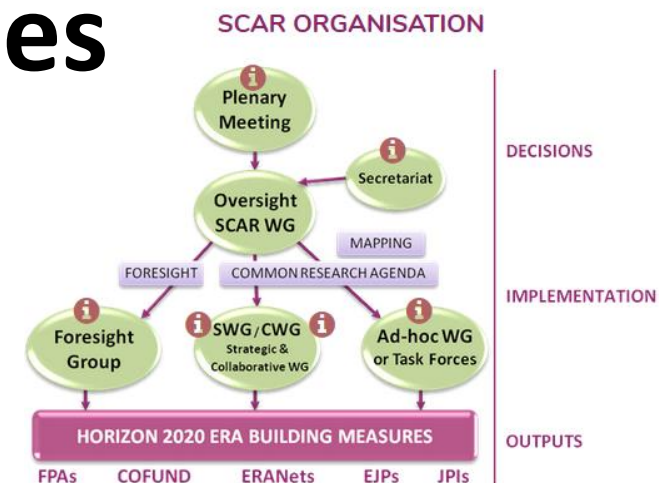 es
SCAR ORGANISATION
i
Plenary
Meeting
DECISIONS
i
Secretariat
Oversight
SCAR WG
MAPPING
FORESIGHT
COMMON RESEARCH AGENDA
IMPLEMENTATION
i
Foresight
Group
i SWG/CWG i
Strategic &
Collaborative WG
i
Ad-hoc WG
or Task Forces
HORIZON 2020 ERA BUILDING MEASURES
OUTPUTS
FPAs COFUND ERANets EJPs JPIs